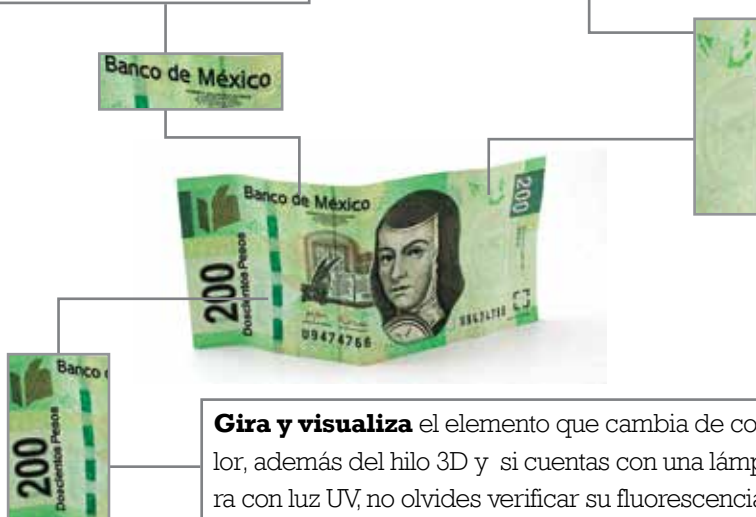 Banco de México
Banco de México
200
200
Doscientos Pesos
U9474766
Banco
200
Doscientos Pesos
Gira y visualiza el elemento que cambia de co
lor, además del hilo 3D y si cuentas con una lámp
ra con luz UV, no olvides verificar su fluorescencia